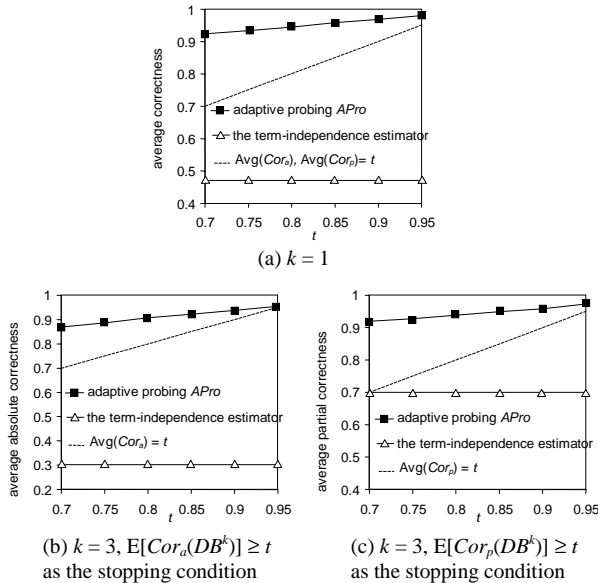 1
0.9
0.8
0.7
0.6
0.5
0.4
average correctness
adaptive probing APro
the term-independence estimator
Avg(Corₐ), Avg(Corₚ)= t
0.7 0.75 0.8 0.85 0.9 0.95
t
(a) k = 1
1
0.9
0.8
0.7
0.6
0.5
0.4
0.3
0.2
average absolute correctness
adaptive probing APro
the term-independence estimator
Avg(Corₐ) = t
0.7 0.75 0.8 0.85 0.9 0.95
t
(b) k = 3, E[Corₐ(DBᵏ)] ≥ t
as the stopping condition
1
0.9
0.8
0.7
0.6
0.5
0.4
average partial correctness
adaptive probing APro
the term-independence estimator
Avg(Corₚ) = t
0.7 0.75 0.8 0.85 0.9 0.95
t
(c) k = 3, E[Corₚ(DBᵏ)] ≥ t
as the stopping condition